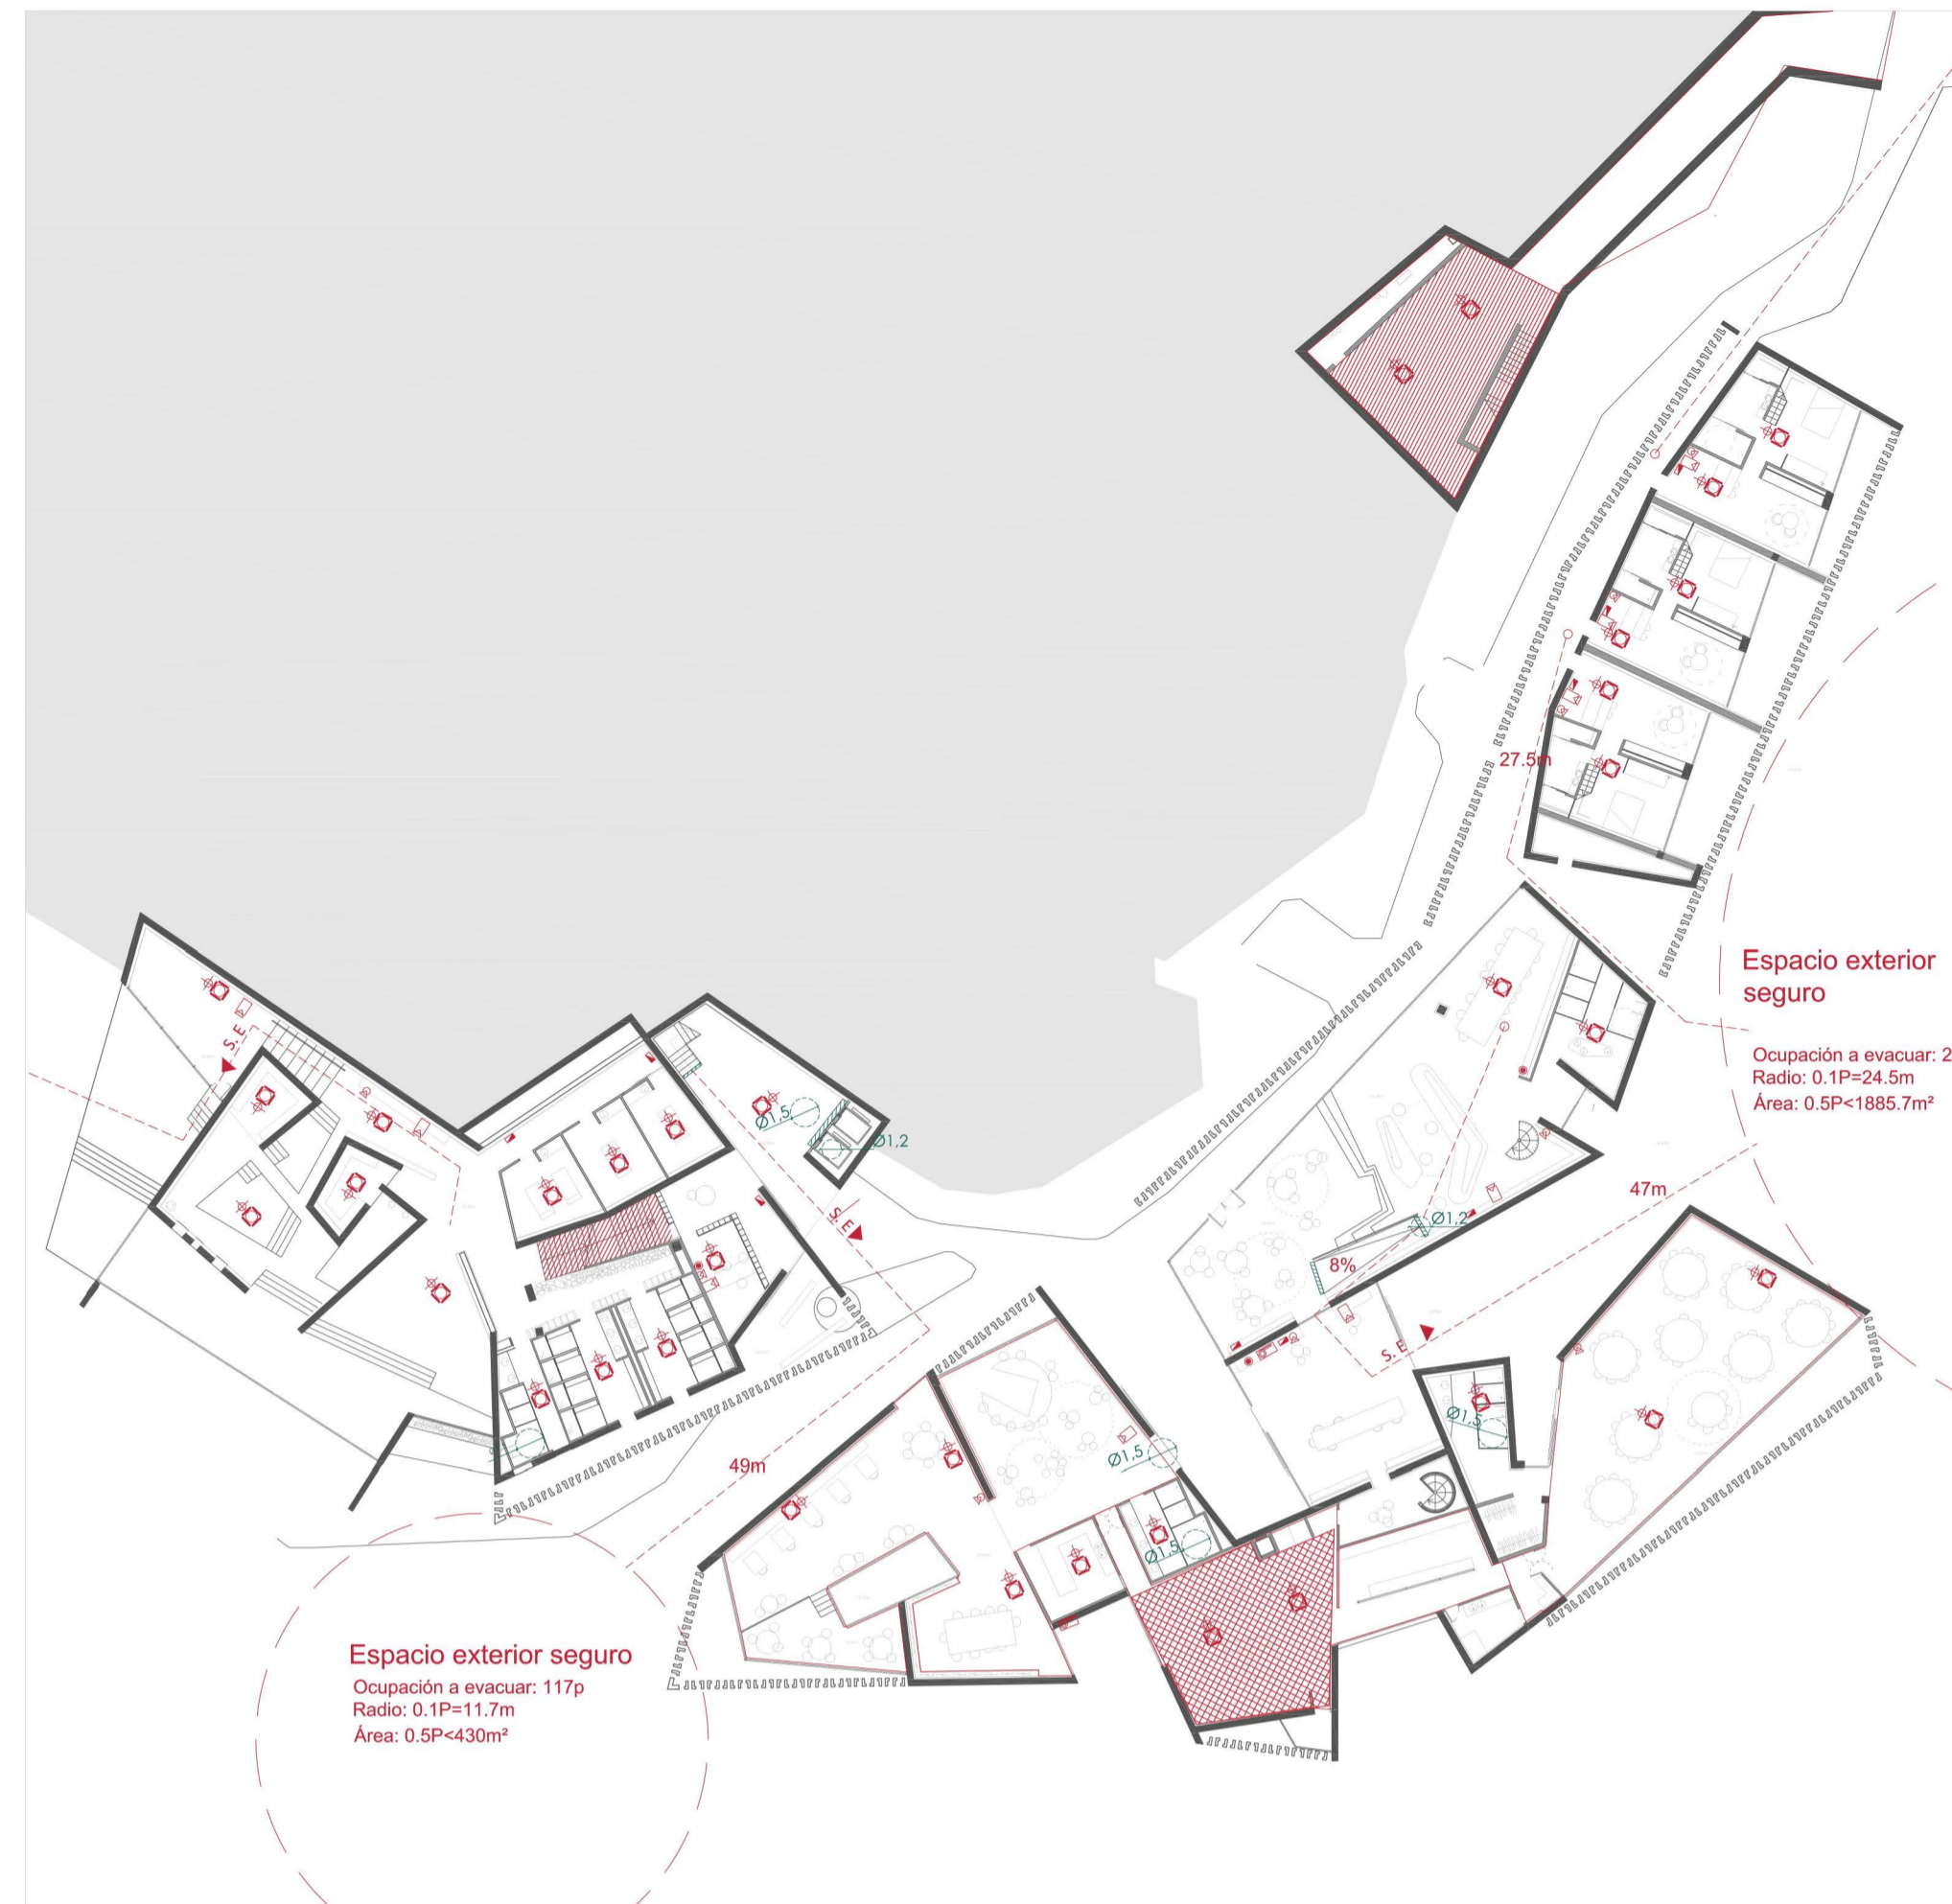 27.5m
Espacio exterior
seguro
Ocupación a evacuar: 2
Radio: 0.1P=24.5m
Área: 0.5P<1885.7m²
S. E
Ø1,5
Ø1,2
S. E
47m
Ø1,2
8%
S. E
Ø1,5
49m
Ø1,5
Ø1,5
Espacio exterior seguro
Ocupación a evacuar: 117p
Radio: 0.1P=11.7m
Área: 0.5P<430m²